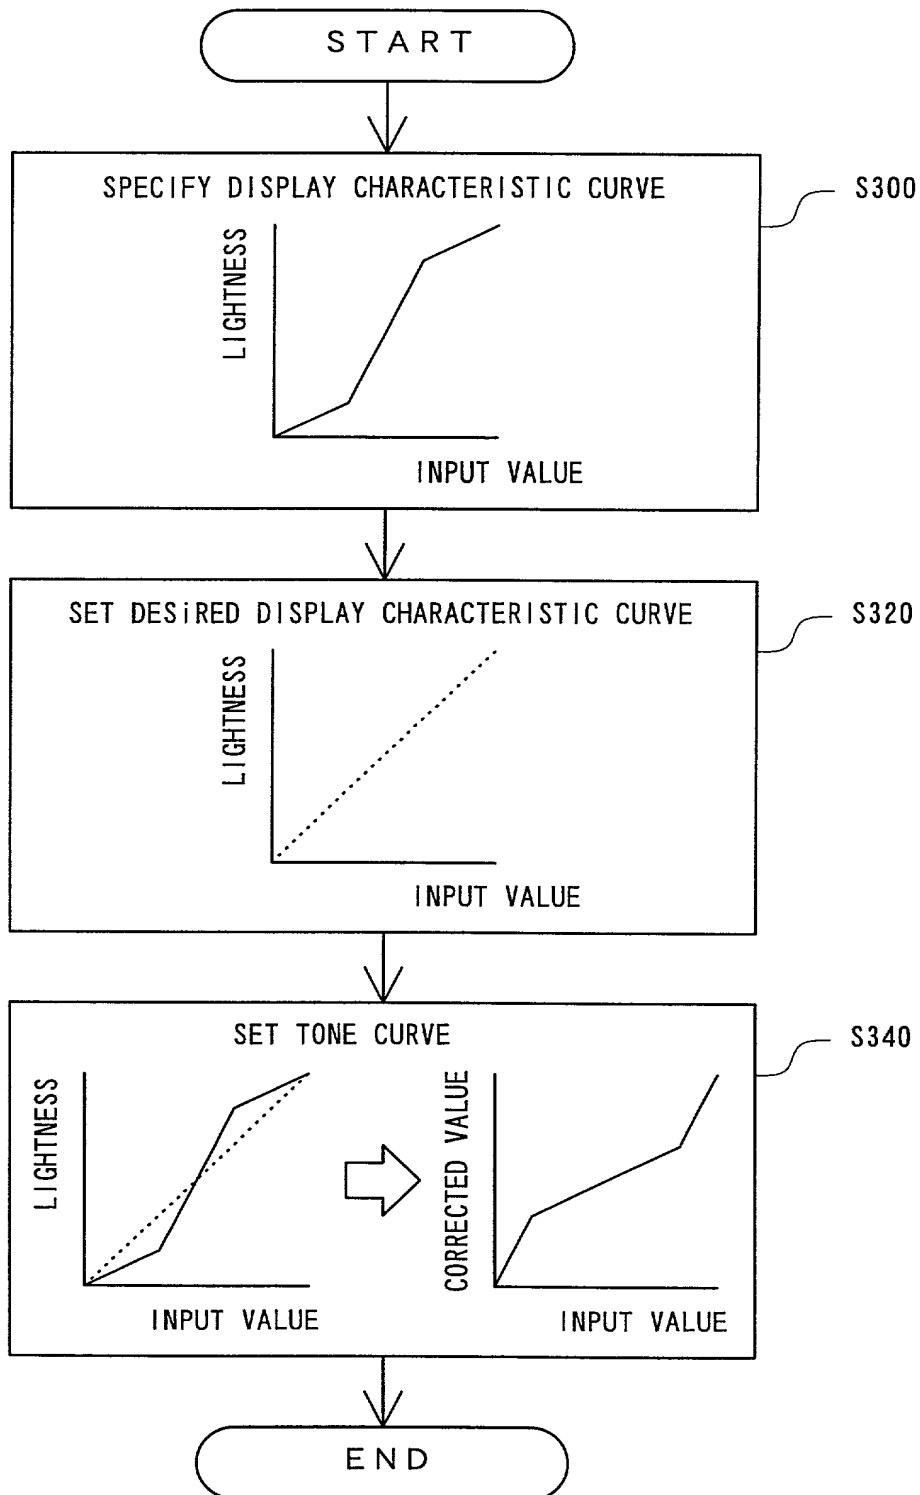 START
SPECIFY DISPLAY CHARACTERISTIC CURVE
S300
LIGHTNESS
INPUT VALUE
SET DESiRED DISPLAY CHARACTERISTIC CURVE
S320
LIGHTNESS
INPUT VALUE
SET TONE CURVE
S340
LIGHTNESS
INPUT VALUE
CORRECTED VALUE
INPUT VALUE
END